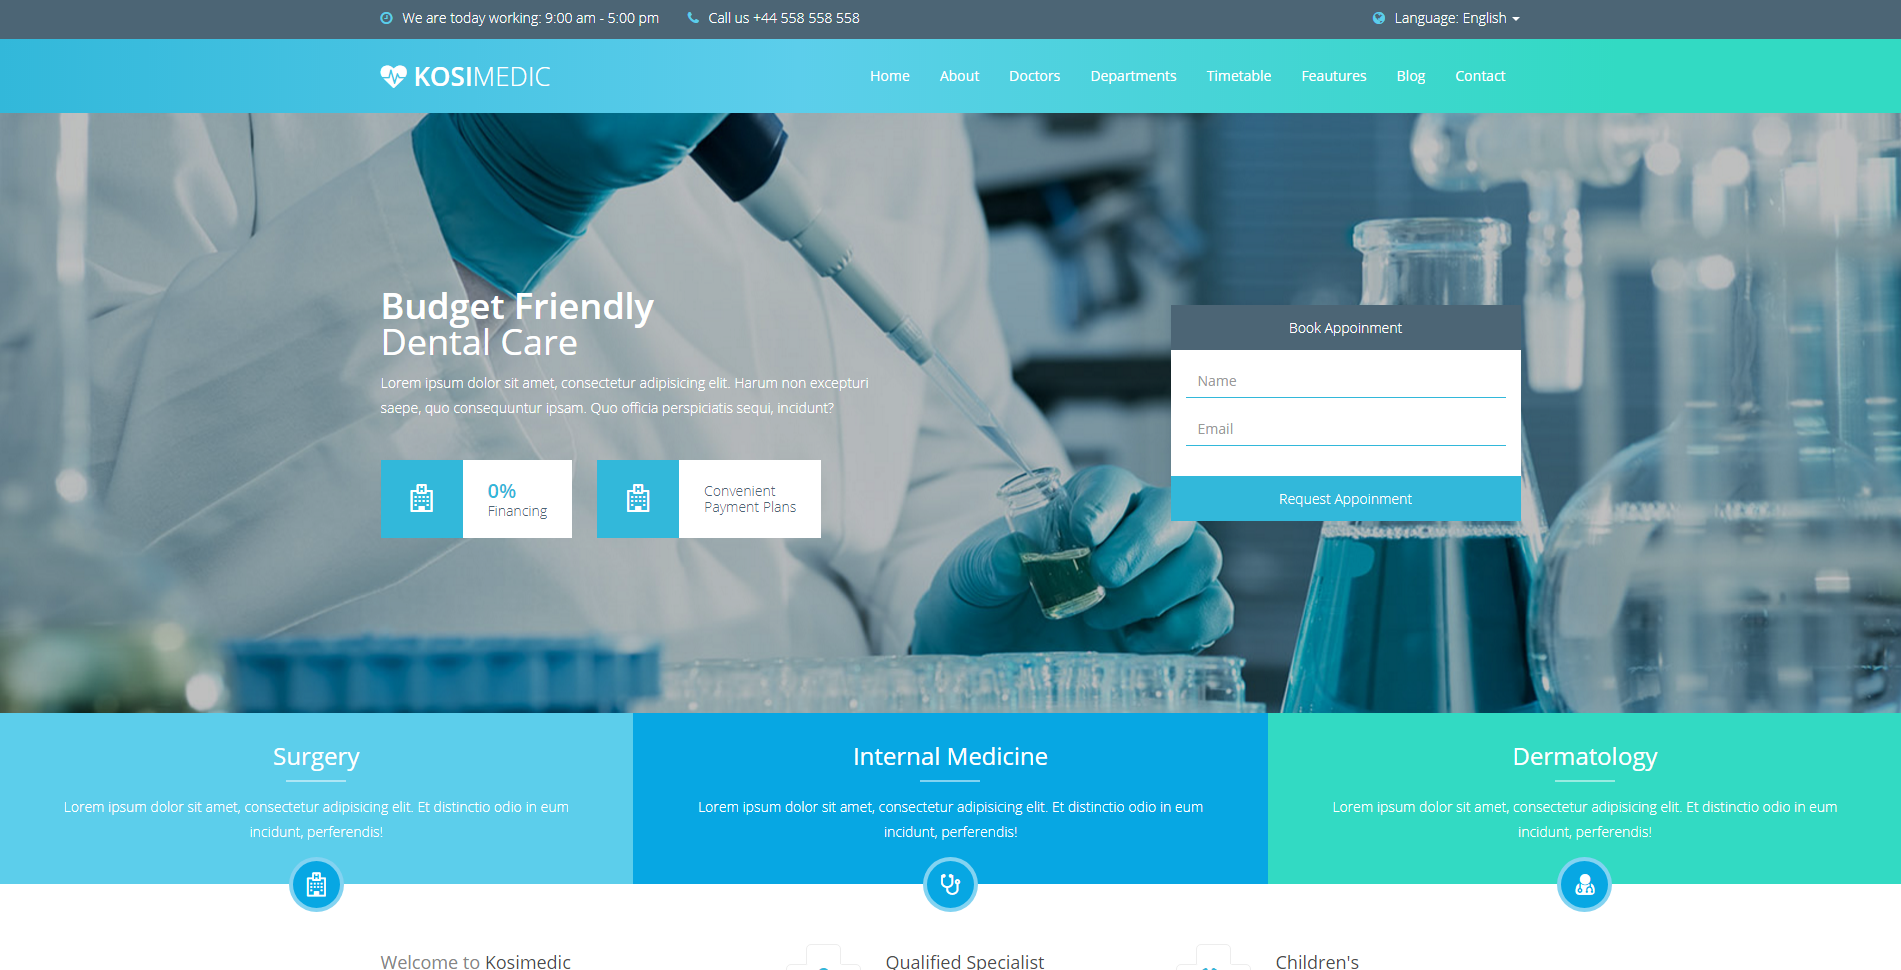 We are today working: 9:00 am - 5:00 pm
Call us +44 558 558 558
Language: English
KOSIMEDIC
Home
About
Doctors
Departments
Timetable
Feautures
Blog
Contact
Budget Friendly
Dental Care
Lorem ipsum dolor sit amet, consectetur adipisicing elit. Harum non excepturi
saepe, quo consequuntur ipsam. Quo officia perspiciatis sequi, incidunt?
0%
Financing
Convenient
Payment Plans
Book Appoinment
Name
Email
Request Appoinment
Surgery
Lorem ipsum dolor sit amet, consectetur adipisicing elit. Et distinctio odio in eum
incidunt, perferendis!
Internal Medicine
Lorem ipsum dolor sit amet, consectetur adipisicing elit. Et distinctio odio in eum
incidunt, perferendis!
Dermatology
Lorem ipsum dolor sit amet, consectetur adipisicing elit. Et distinctio odio in eum
incidunt, perferendis!
Welcome to Kosimedic
Qualified Specialist
Children's